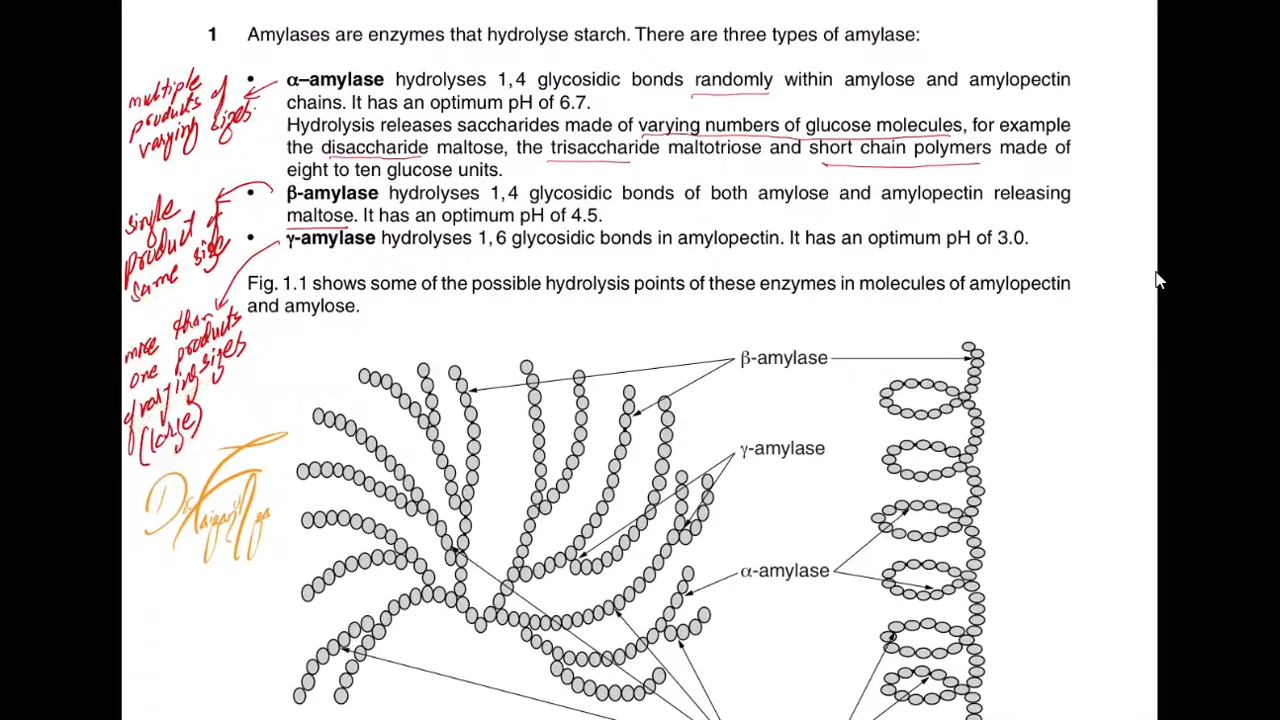 1 Amylases are enzymes that hydrolyse starch. There are three types of amylase:
• α–amylase hydrolyses 1,4 glycosidic bonds randomly within amylose and amylopectin
chains. It has an optimum pH of 6.7.
Hydrolysis releases saccharides made of varying numbers of glucose molecules, for example
the disaccharide maltose, the trisaccharide maltotriose and short chain polymers made of
eight to ten glucose units.
• β-amylase hydrolyses 1,4 glycosidic bonds of both amylose and amylopectin releasing
maltose. It has an optimum pH of 4.5.
• γ-amylase hydrolyses 1,6 glycosidic bonds in amylopectin. It has an optimum pH of 3.0.
multiple
products of
varying sizes
single
product of
same size
more than
one products
of varying sizes
(large)
Fig. 1.1 shows some of the possible hydrolysis points of these enzymes in molecules of amylopectin
and amylose.
β-amylase
γ-amylase
α-amylase
Dr.